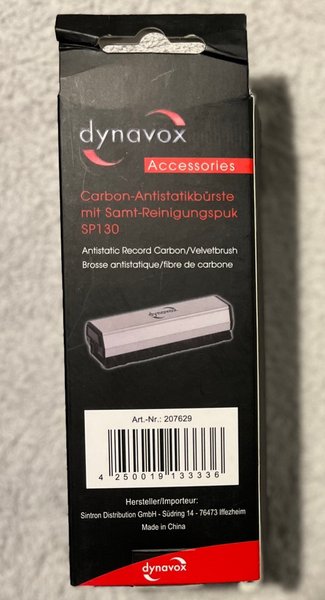 dynavox
Accessories
Carbon-Antistatikbürste
mit Samt-Reinigungspuk
SP130
Antistatic Record Carbon/Velvetbrush
Brosse antistatique/fibre de carbone
dynavox
Art.-Nr.: 207629
4 250019 133336
Hersteller/Importeur:
Sintron Distribution GmbH - Südring 14 - 76473 Iffezheim
Made in China
dynavox